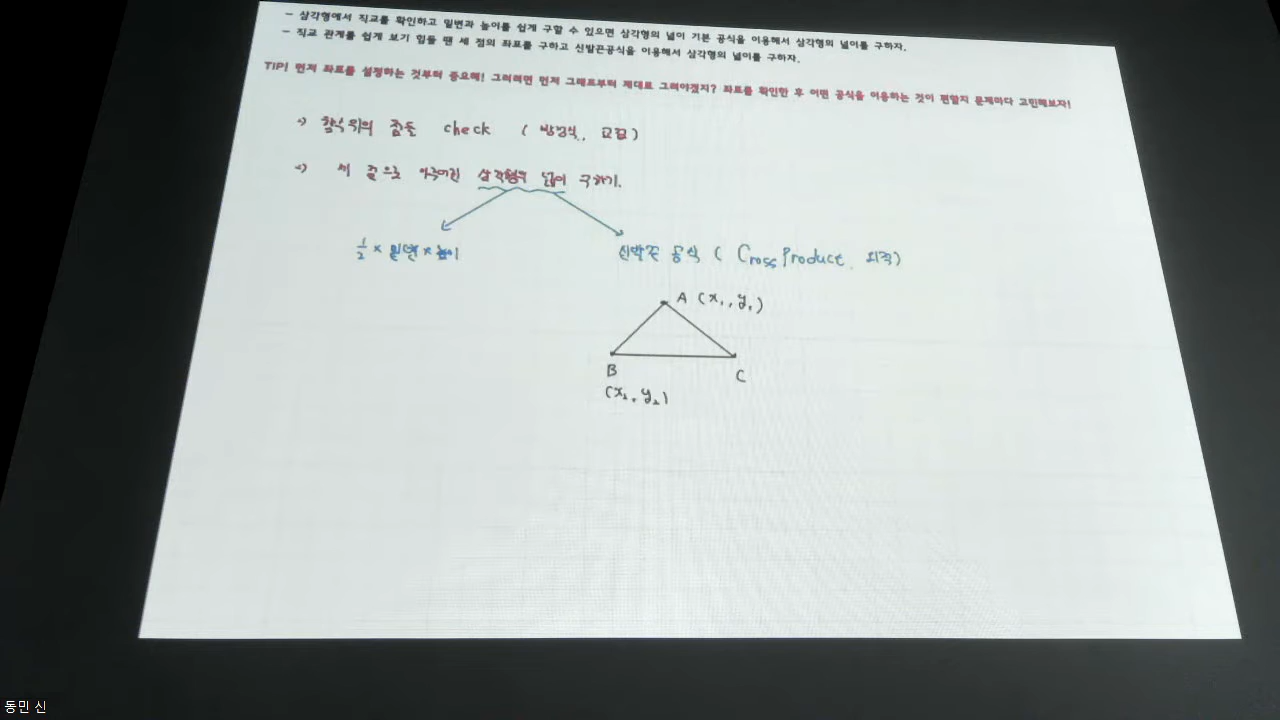 - 삼각형에서 직교를 확인하고 밑변과 높이를 쉽게 구할 수 있으면 삼각형의 넓이 기본 공식을 이용해서 삼각형의 넓이를 구하자.
- 직교 관계를 쉽게 보기 힘들 땐 세 점의 좌표를 구하고 신발끈공식을 이용해서 삼각형의 넓이를 구하자.
TIP! 먼저 좌표를 설정하는 것부터 중요해! 그러려면 먼저 그래프부터 제대로 그려야겠지? 좌표를 확인한 후 어떤 공식을 이용하는 것이 편할지 문제마다 고민해보자!
→ 함수 위의 점들 check ( 방정식, 교점 )
→ 세 점으로 이루어진 삼각형의 넓이 구하기.
1/2 × 밑변 × 높이
신발끈 공식 ( Cross Product, 외적)
A (x₁, y₁)
B
C
(x₂, y₂)
동민 신